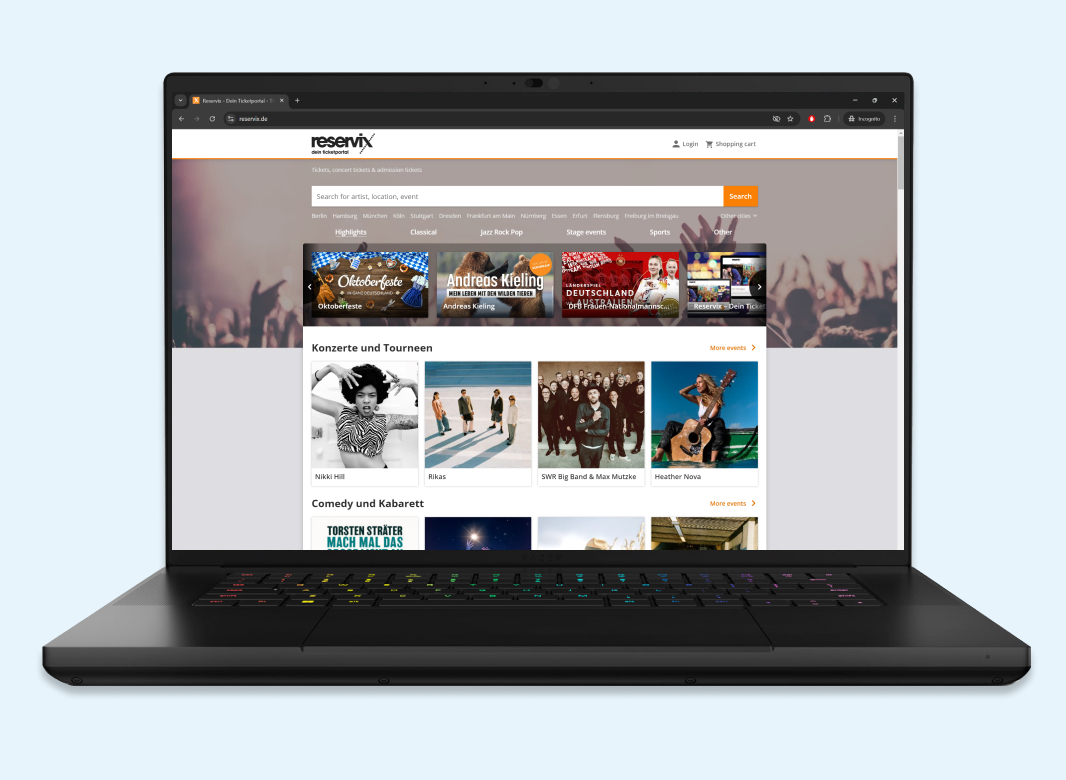 Reservix - Dein Ticketportal - Ti
reservix.de
Incognito
reservix
dein ticketportal
Login
Shopping cart
Tickets, concert tickets & admission tickets
Search for artist, location, event
Search
Berlin Hamburg München Köln Stuttgart Dresden Frankfurt am Main Nürnberg Essen Erfurt Flensburg Freiburg im Breisgau
Other cities
Highlights Classical Jazz Rock Pop Stage events Sports Other
Oktoberfeste
IN GANZ DEUTSCHLAND
Oktoberfeste
Andreas Kieling
MEIN LEBEN MIT DEN WILDEN TIEREN
Andreas Kieling
LÄNDERSPIEL
DEUTSCHLAND
AUSTRALIEN
DFB Frauen-Nationalmannsc...
Reservix – Dein Ticke
Konzerte und Tourneen
More events
Nikki Hill
Rikas
SWR Big Band & Max Mutzke
Heather Nova
Comedy und Kabarett
More events
TORSTEN STRÄTER
MACH MAL DAS